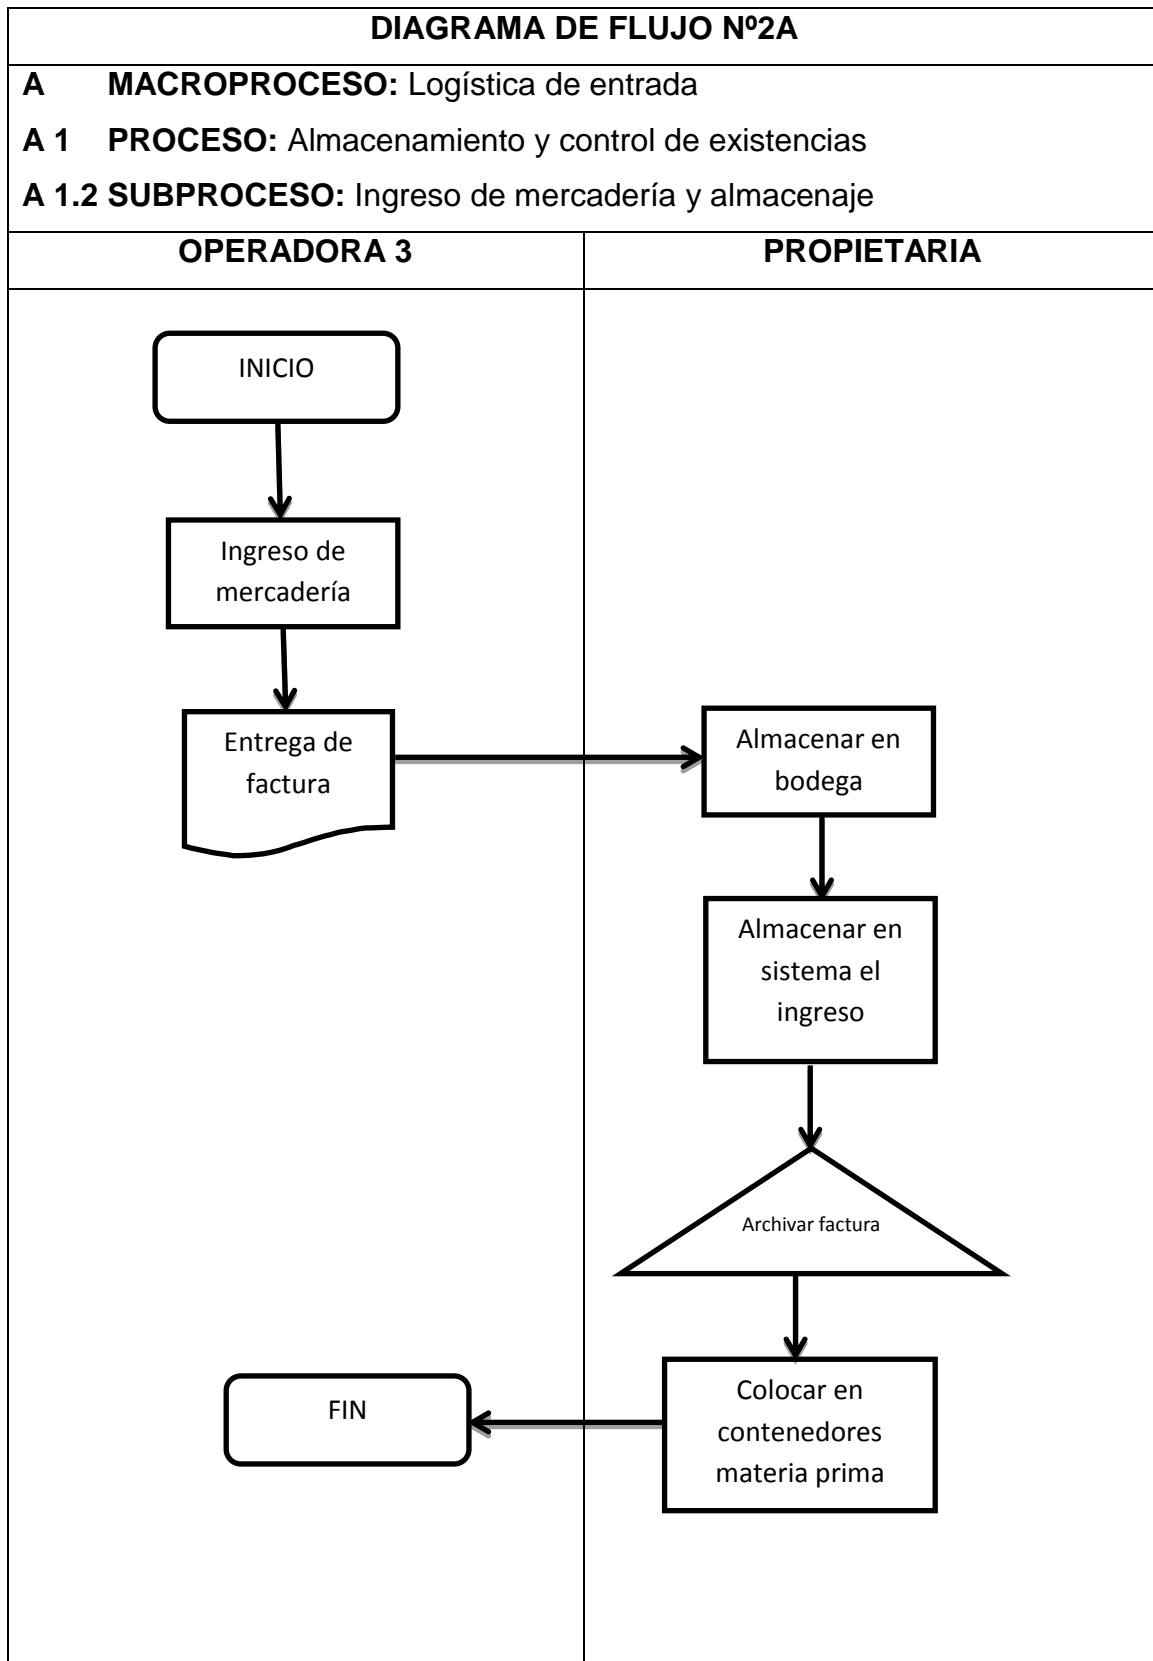 DIAGRAMA DE FLUJO Nº2A
A MACROPROCESO: Logística de entrada
A 1 PROCESO: Almacenamiento y control de existencias
A 1.2 SUBPROCESO: Ingreso de mercadería y almacenaje
OPERADORA 3
PROPIETARIA
INICIO
Ingreso de
mercadería
Entrega de
factura
Almacenar en
bodega
Almacenar en
sistema el
ingreso
Archivar factura
Colocar en
contenedores
materia prima
FIN